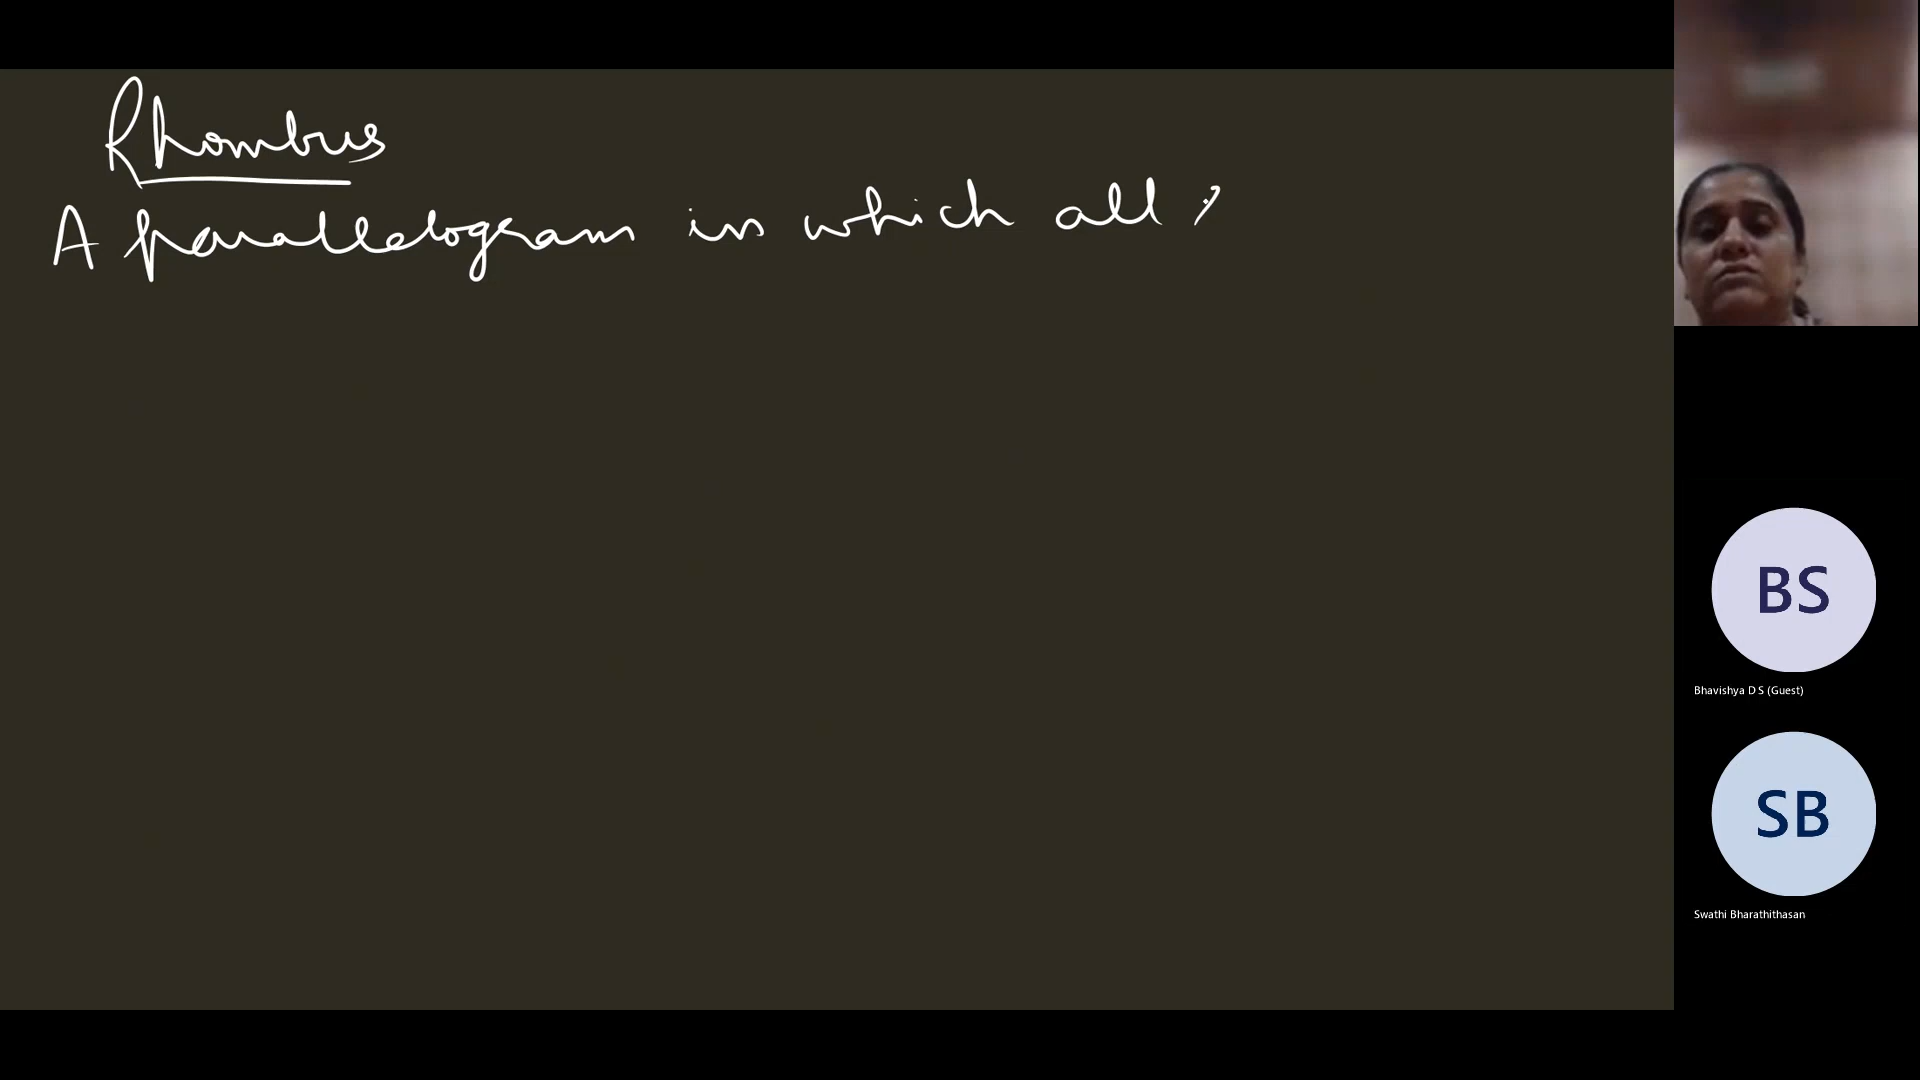 Rhombus
A parallelogram in which all
BS
Bhavishya D S (Guest)
SB
Swathi Bharathithasan